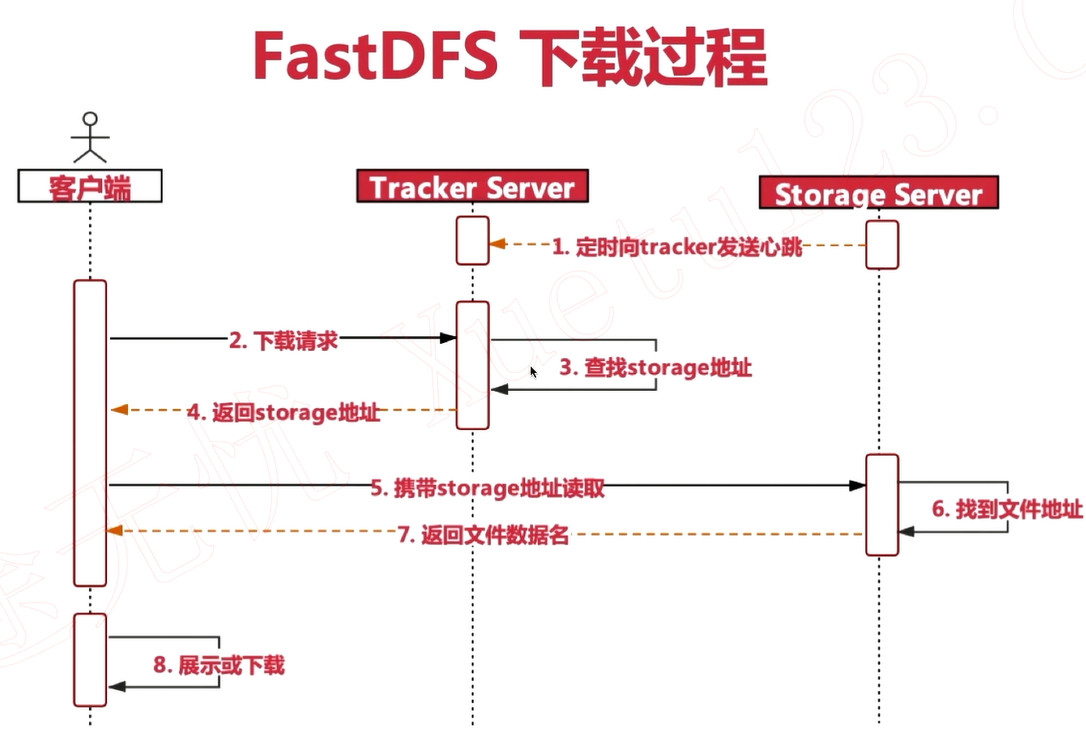 FastDFS 下载过程
客户端
Tracker Server
Storage Server
1. 定时向tracker发送心跳
2. 下载请求
3. 查找storage地址
4. 返回storage地址
5. 携带storage地址读取
6. 找到文件地址
7. 返回文件数据名
8. 展示或下载
途无忧 Xuetu123.C